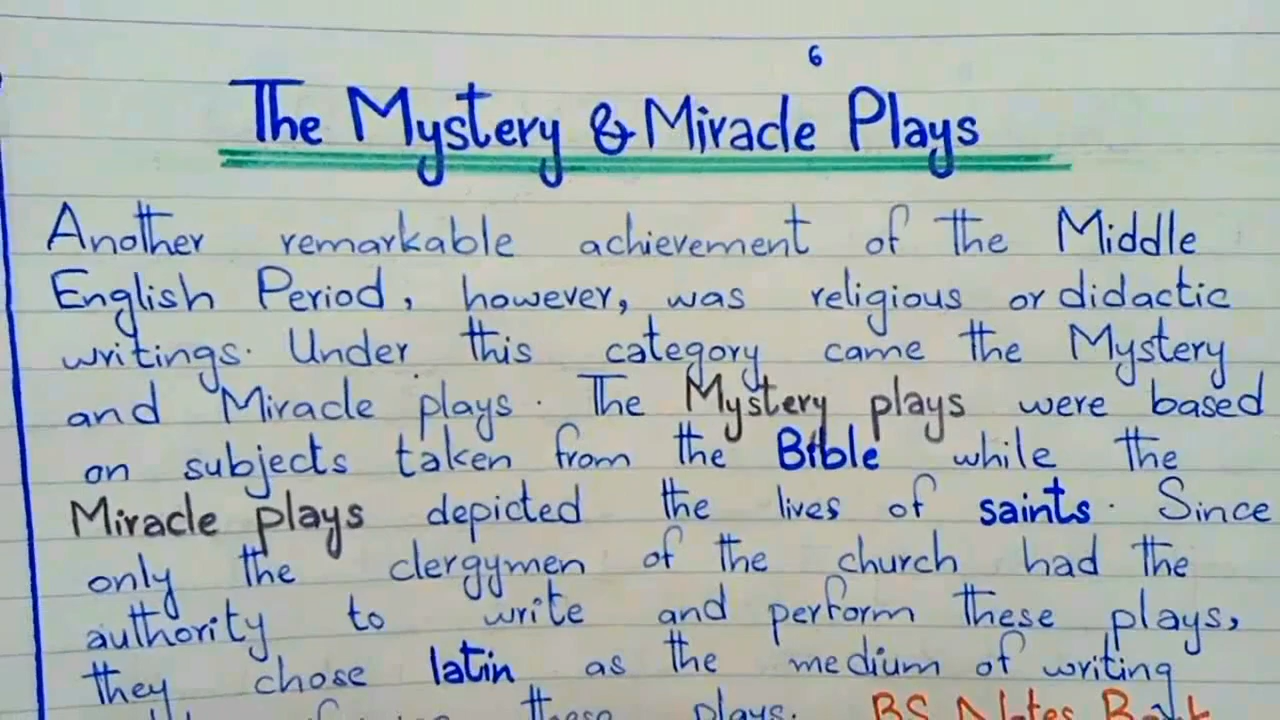 6
The Mystery & Miracle Plays
Another remarkable achievement of the Middle
English Period, however, was religious or didactic
writings. Under this category came the Mystery
and Miracle plays. The Mystery plays were based
on subjects taken from the Bible while the
Miracle plays depicted the lives of saints. Since
only the clergymen of the church had the
authority to write and perform these plays,
they chose latin as the medium of writing
these plays. BS Notes